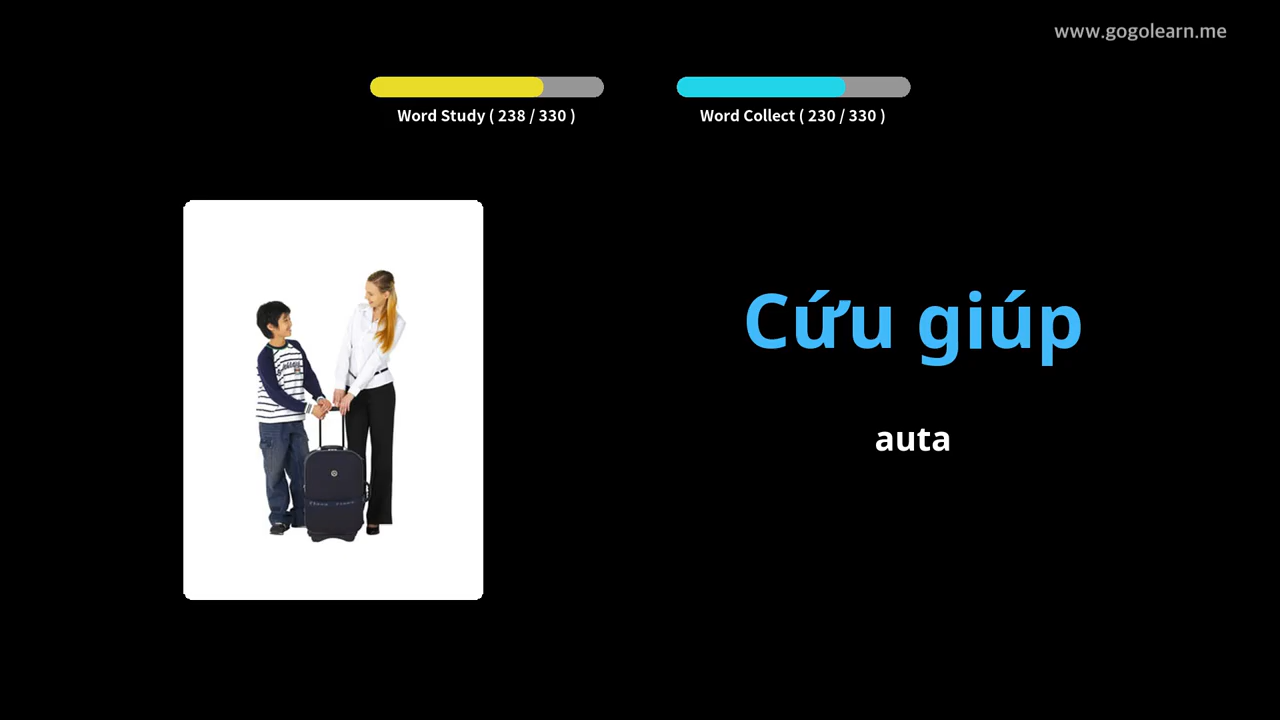 www.gogolearn.me
Word Study ( 238 / 330 )
Word Collect ( 230 / 330 )
Cứu giúp
auta